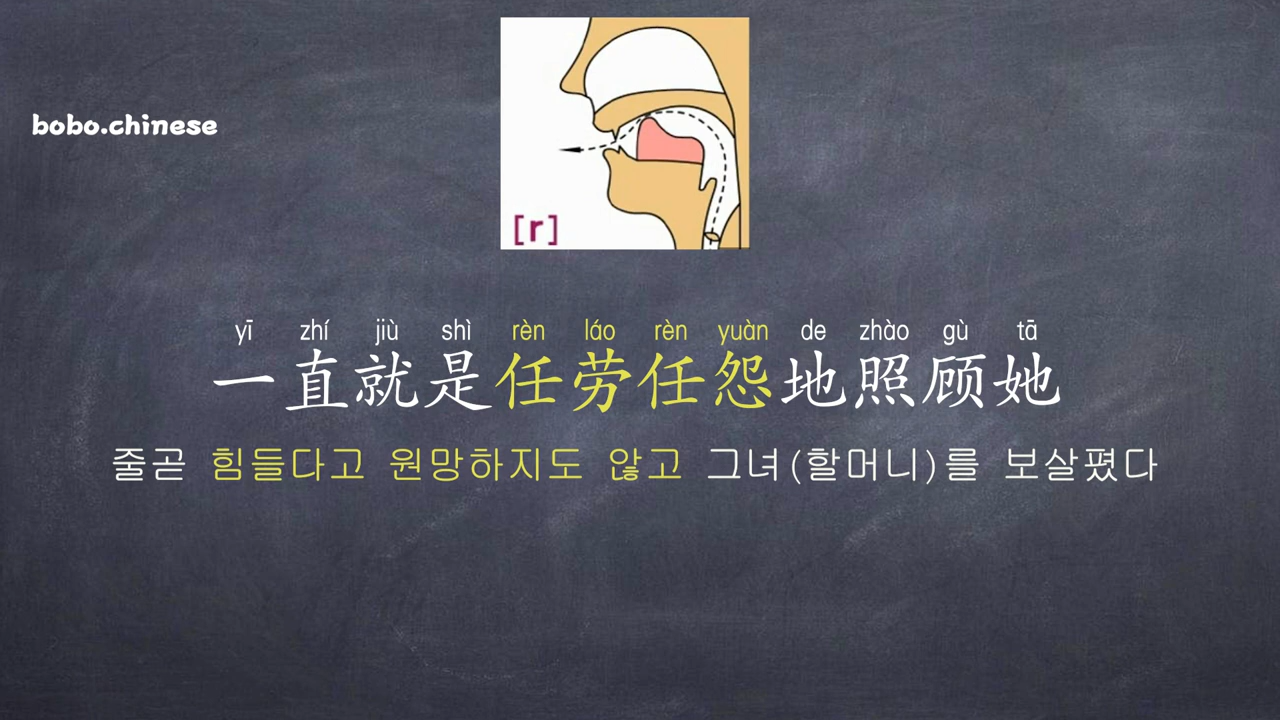 bobo.chinese
[r]
yī zhí jiù shì rèn láo rèn yuàn de zhào gù tā
一直就是任劳任怨地照顾她
줄곧 힘들다고 원망하지도 않고 그녀(할머니)를 보살폈다